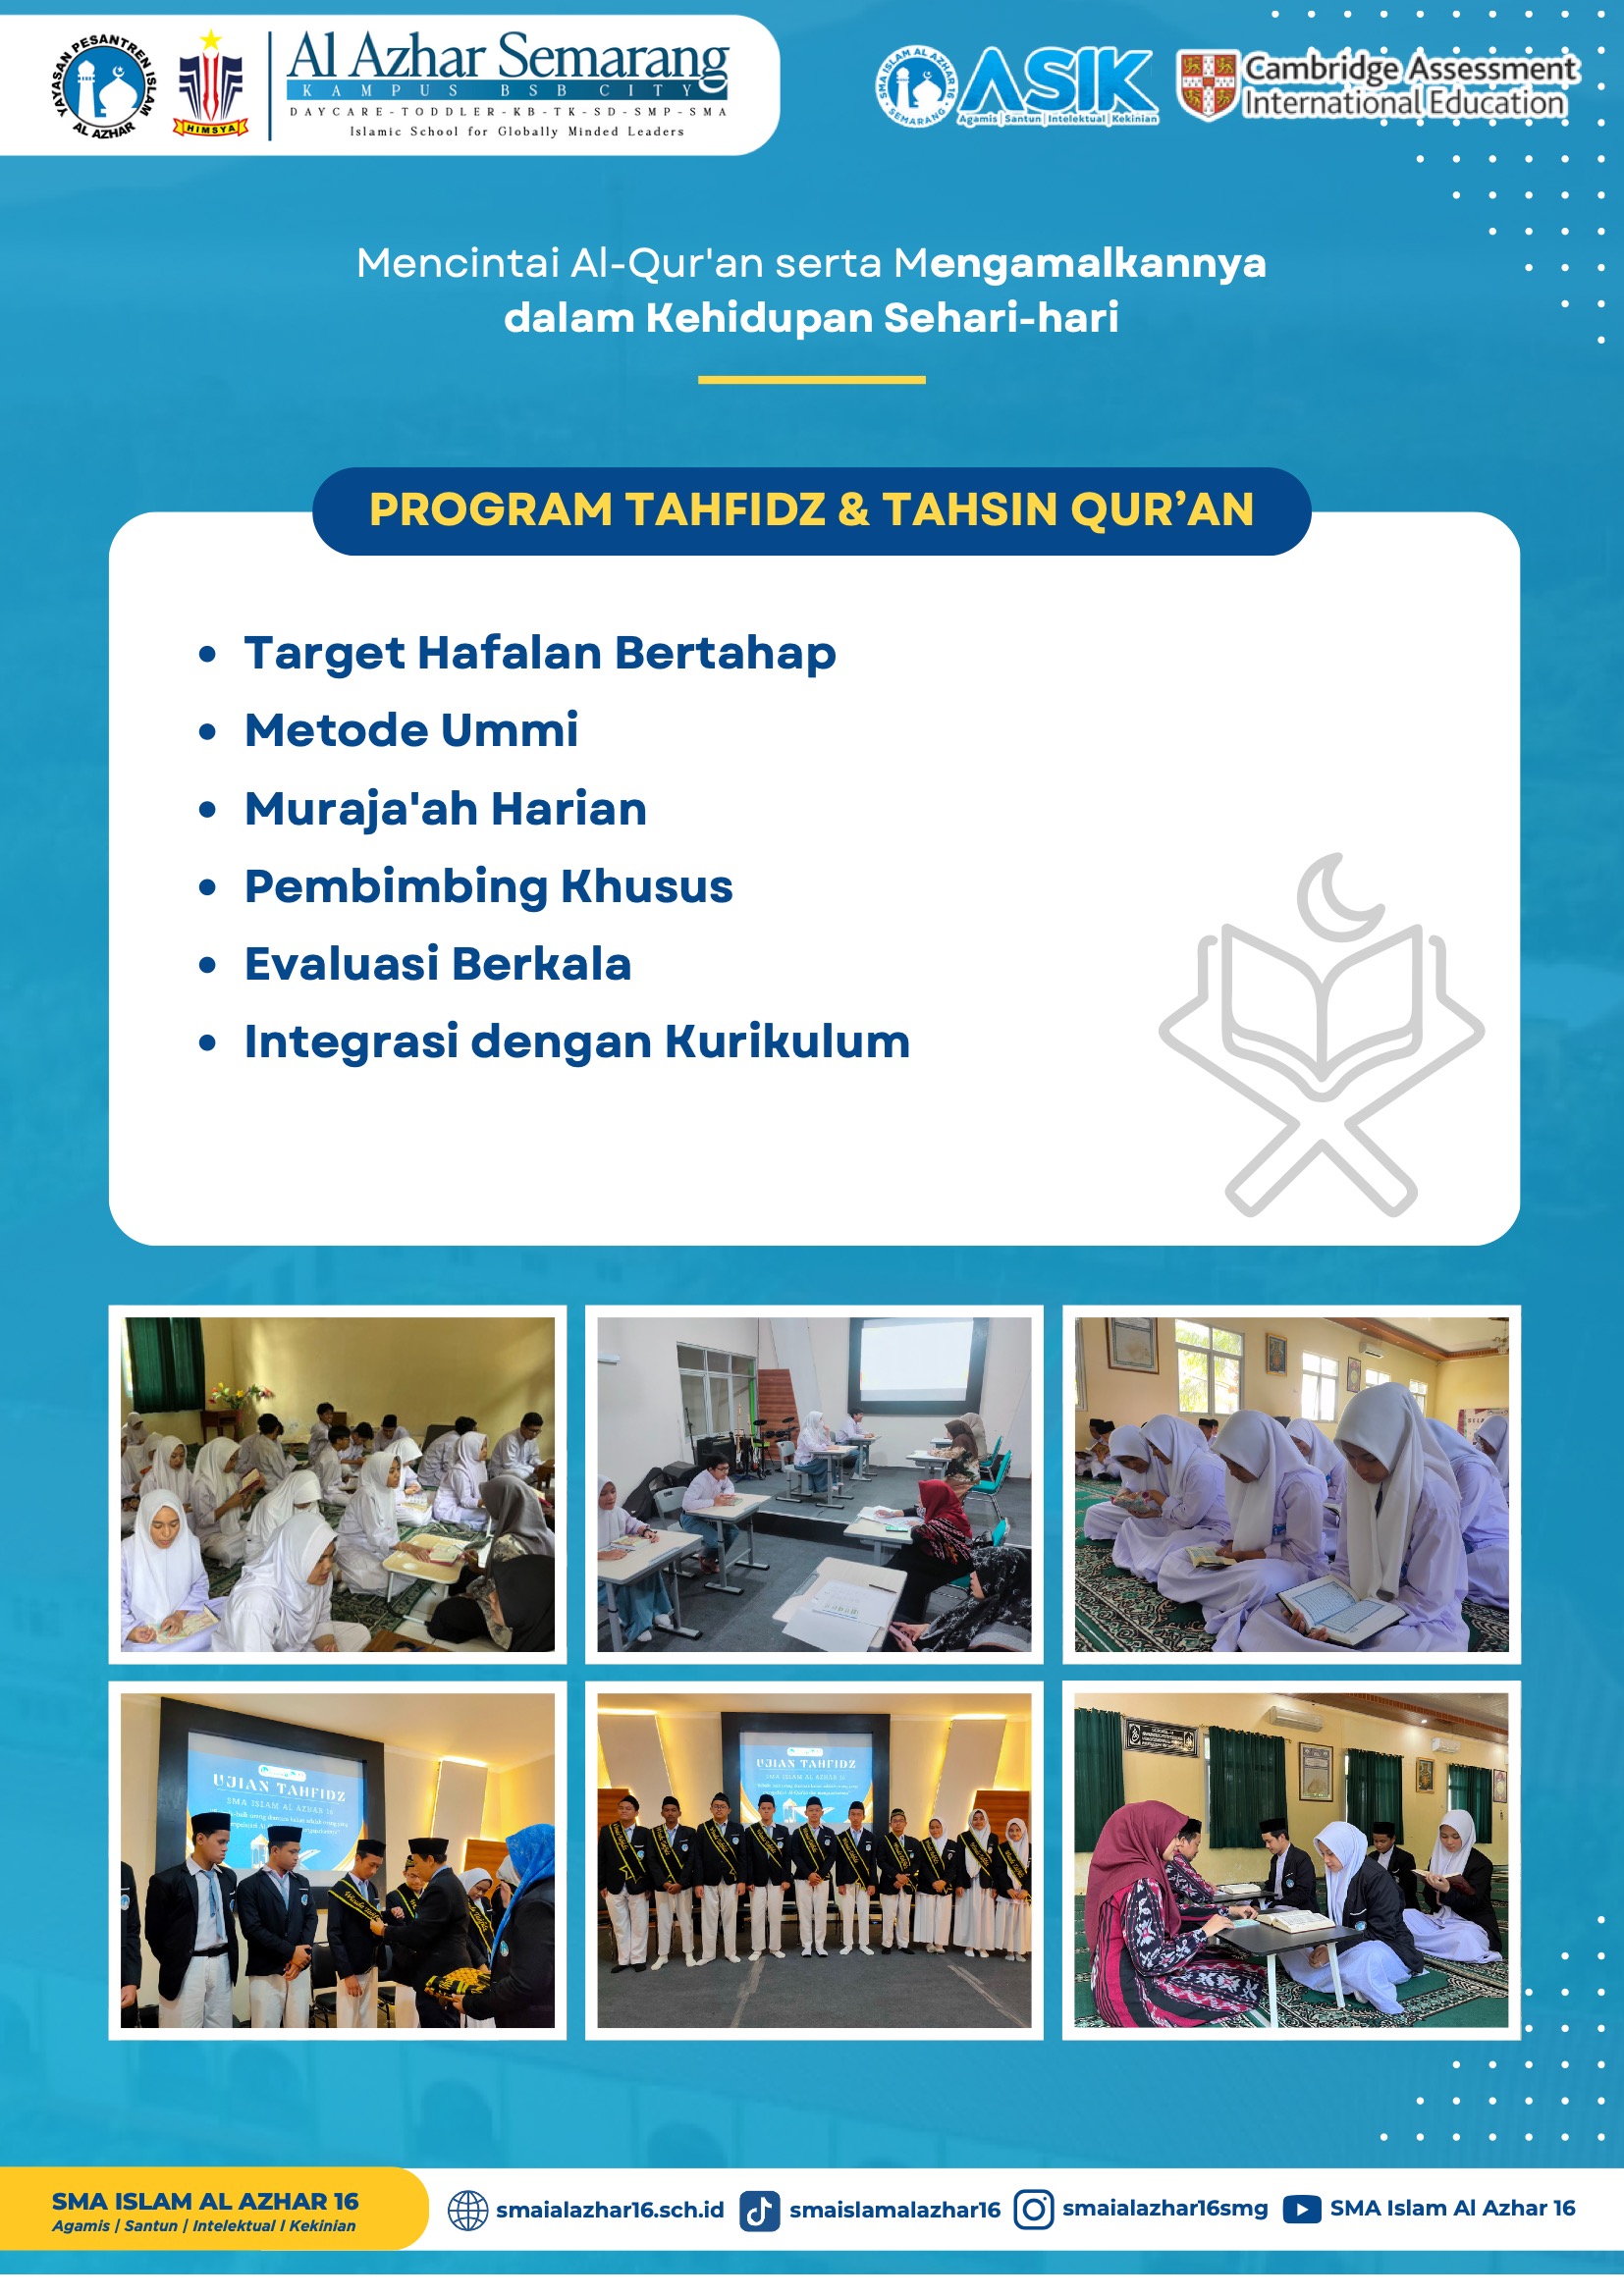 YAYASAN PESANTREN ISLAM
AL AZHAR
HIMSYA
Al Azhar Semarang
KAMPUS BSB CITY
DAYCARE-TODDLER-KB-TK-SD-SMP-SMA
Islamic School for Globally Minded Leaders
SMA ISLAM AL AZHAR 16
SEMARANG
ASIK
Agamis | Santun | Intelektual | Kekinian
Cambridge Assessment
International Education
Mencintai Al-Qur'an serta Mengamalkannya
dalam Kehidupan Sehari-hari
PROGRAM TAHFIDZ & TAHSIN QUR’AN
• Target Hafalan Bertahap
• Metode Ummi
• Muraja'ah Harian
• Pembimbing Khusus
• Evaluasi Berkala
• Integrasi dengan Kurikulum
UJIAN TAHFIDZ
SMA ISLAM AL AZHAR 16
UJIAN TAHFIDZ
SMA ISLAM AL AZHAR 16
SMA ISLAM AL AZHAR 16
Agamis | Santun | Intelektual I Kekinian
smaialazhar16.sch.id
smaislamalazhar16
smaialazhar16smg
SMA Islam Al Azhar 16